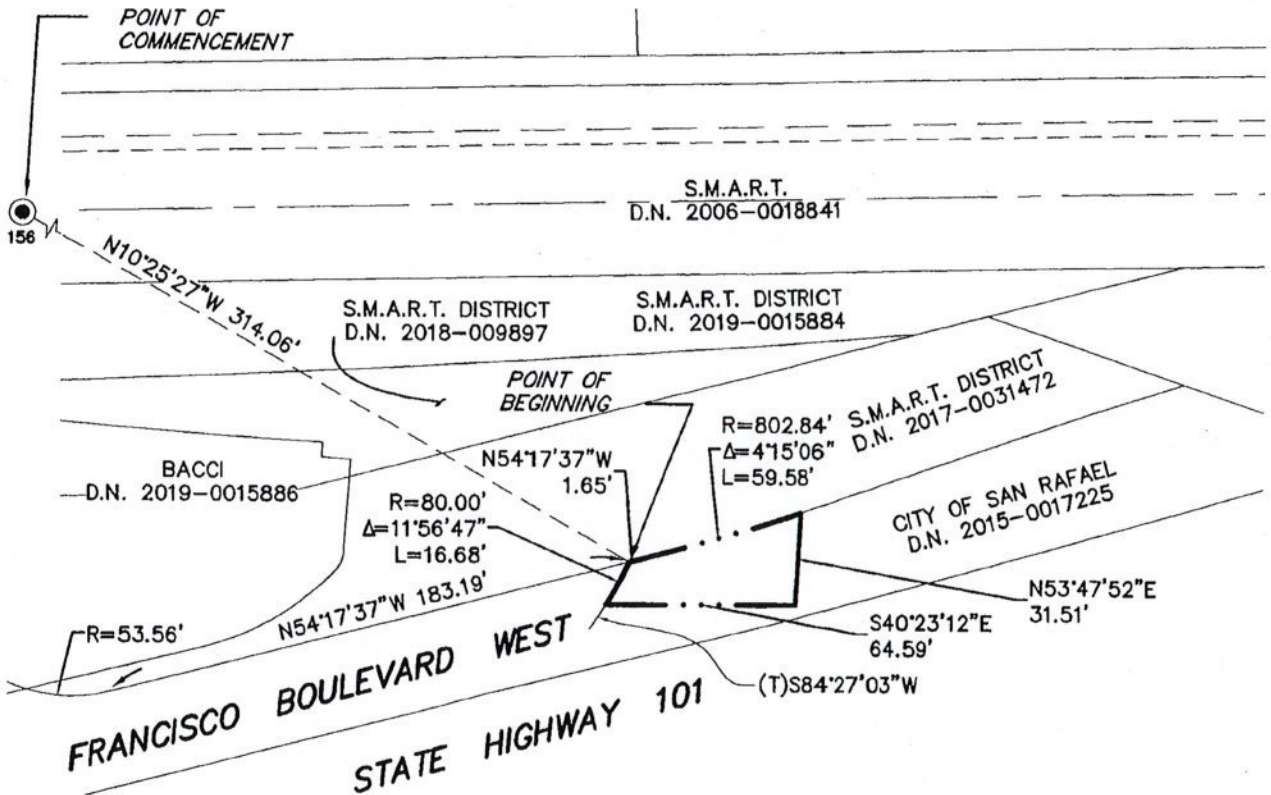 POINT OF
COMMENCEMENT
156
N10°25'27"W 314.06'
S.M.A.R.T.
D.N. 2006-0018841
S.M.A.R.T. DISTRICT
D.N. 2018-009897
S.M.A.R.T. DISTRICT
D.N. 2019-0015884
POINT OF
BEGINNING
S.M.A.R.T. DISTRICT
D.N. 2017-0031472
R=802.84'
Δ=4°15'06"
L=59.58'
N54°17'37"W
1.65'
BACCI
D.N. 2019-0015886
R=80.00'
Δ=11°56'47"
L=16.68'
CITY OF SAN RAFAEL
D.N. 2015-0017225
N54°17'37"W 183.19'
N53°47'52"E
31.51'
S40°23'12"E
64.59'
R=53.56'
(T)S84°27'03"W
FRANCISCO BOULEVARD WEST
STATE HIGHWAY 101